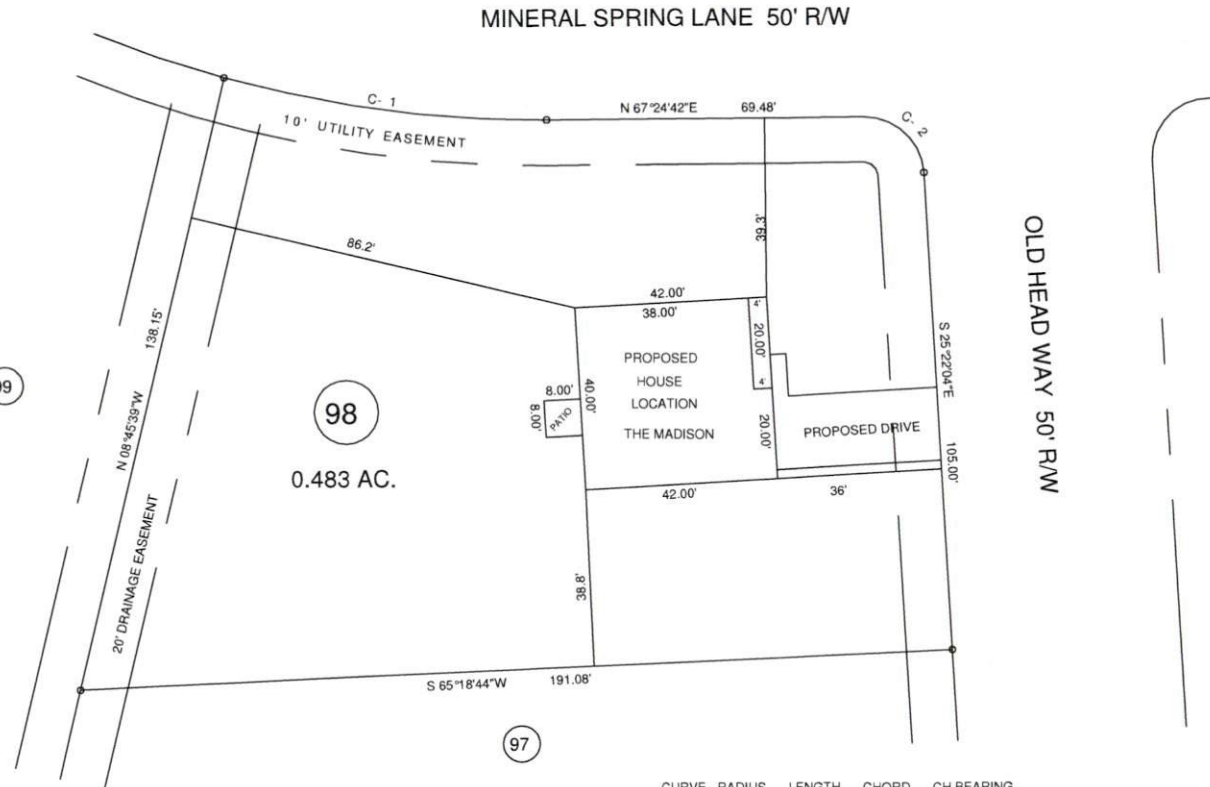 MINERAL SPRING LANE 50' R/W
C- 1
N 67°24'42"E 69.48'
C- 2
10' UTILITY EASEMENT
86.2'
39.3'
OLD HEAD WAY 50' R/W
42.00'
38.00'
4'
20.00'
4'
138.15'
N 08°45'39"W
S 25°22'04"E
105.00'
PROPOSED
HOUSE
LOCATION
THE MADISON
40.00'
8.00'
8.00'
PATIO
20.00'
PROPOSED DRIVE
98
0.483 AC.
42.00'
36'
20' DRAINAGE EASEMENT
38.8'
S 65°18'44"W 191.08'
97
CURVE RADIUS LENGTH CHORD CH.BEARING